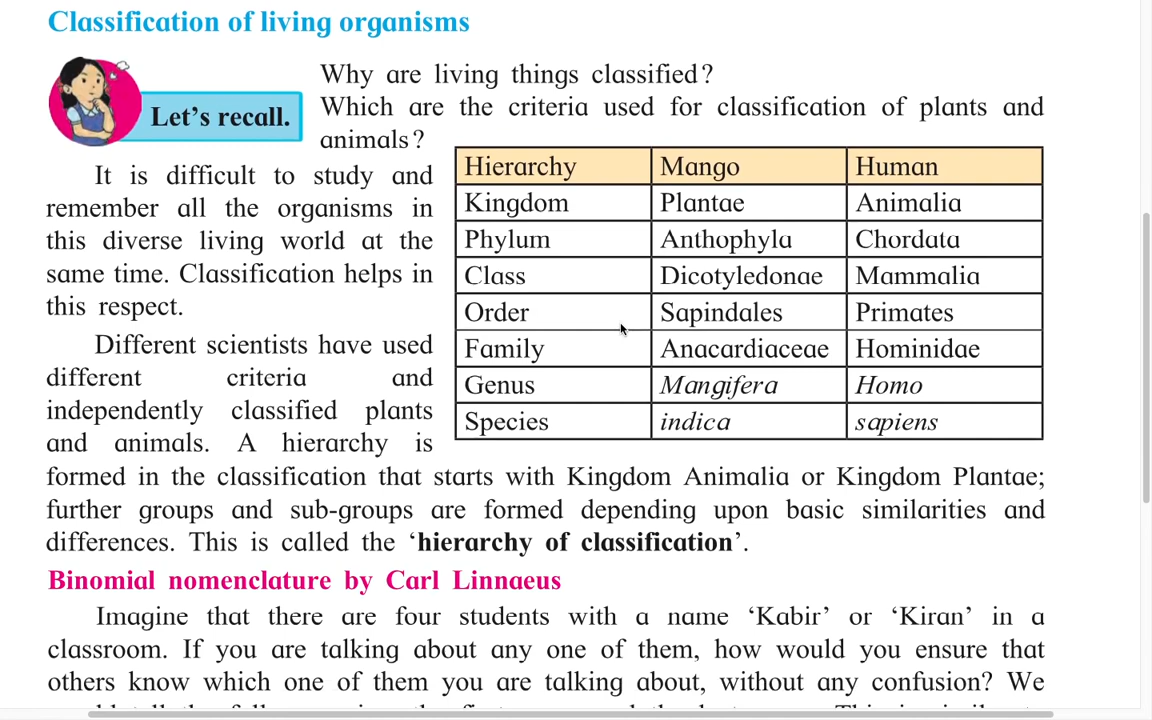 Classification of living organisms
Why are living things classified?
Let's recall.
Which are the criteria used for classification of plants and
animals?
It is difficult to study and
remember all the organisms in
this diverse living world at the
same time. Classification helps in
this respect.
Different scientists have used
different criteria and
independently classified plants
and animals. A hierarchy is
Hierarchy Mango Human
Kingdom Plantae Animalia
Phylum Anthophyla Chordata
Class Dicotyledonae Mammalia
Order Sapindales Primates
Family Anacardiaceae Hominidae
Genus Mangifera Homo
Species indica sapiens
formed in the classification that starts with Kingdom Animalia or Kingdom Plantae;
further groups and sub-groups are formed depending upon basic similarities and
differences. This is called the 'hierarchy of classification'.
Binomial nomenclature by Carl Linnaeus
Imagine that there are four students with a name 'Kabir' or 'Kiran' in a
classroom. If you are talking about any one of them, how would you ensure that
others know which one of them you are talking about, without any confusion? We